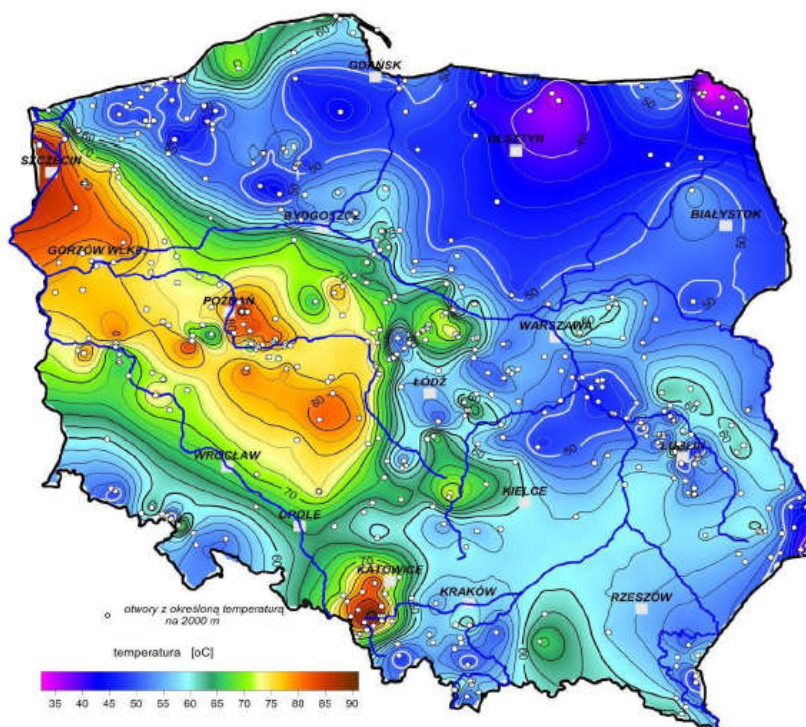 GDAŃSK
OLSZTYN
SZCZECIN
BYDGOSZCZ
BIAŁYSTOK
GORZÓW WLKP
POZNAŃ
WARSZAWA
ŁÓDŹ
LUBLIN
WROCŁAW
KIELCE
OPOLE
KATOWICE
KRAKÓW
RZESZÓW
otwory z określoną temperaturą
na 2000 m
temperatura [oC]
35 40 45 50 55 60 65 70 75 80 85 90